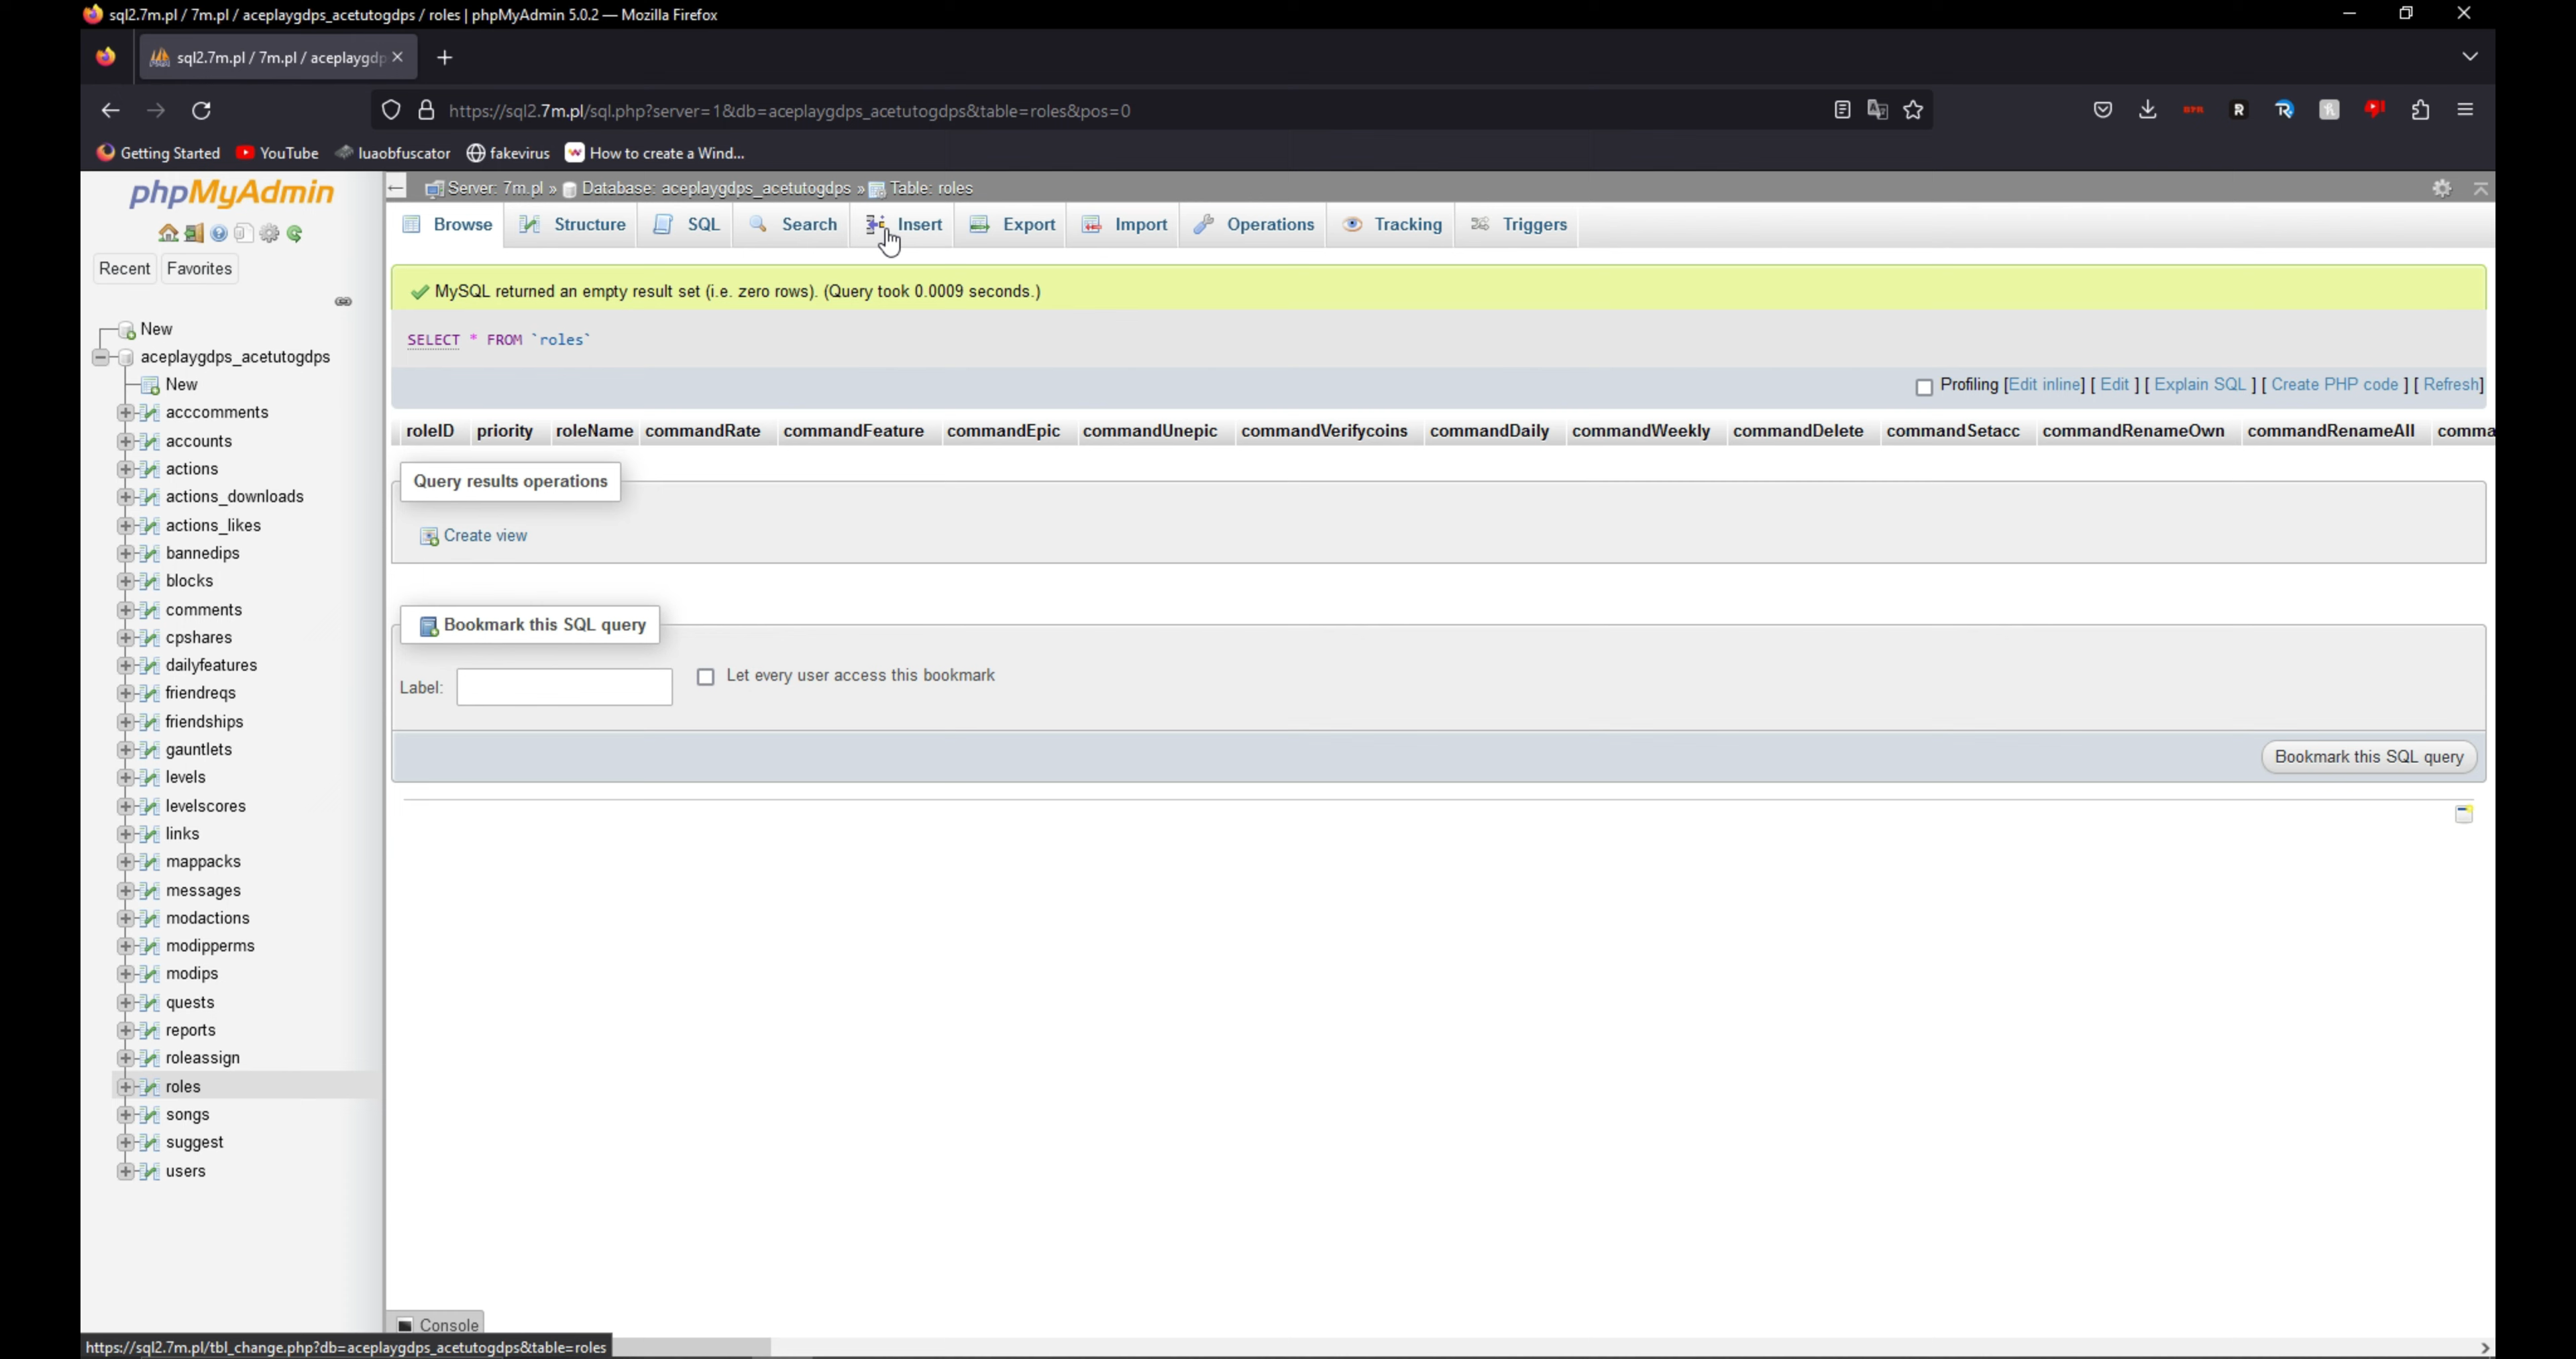 sql2.7m.pl / 7m.pl / aceplaygdps_acetutogdps / roles | phpMyAdmin 5.0.2 — Mozilla Firefox
sql2.7m.pl / 7m.pl / aceplaygdp
https://sql2.7m.pl/sql.php?server=1&db=aceplaygdps_acetutogdps&table=roles&pos=0
Getting Started YouTube luaobfuscator fakevirus How to create a Wind...
phpMyAdmin
Recent Favorites
New
aceplaygdps_acetutogdps
New
acccomments
accounts
actions
actions_downloads
actions_likes
bannedips
blocks
comments
cpshares
dailyfeatures
friendreqs
friendships
gauntlets
levels
levelscores
links
mappacks
messages
modactions
modipperms
modips
quests
reports
roleassign
roles
songs
suggest
users
Server: 7m.pl » Database: aceplaygdps_acetutogdps » Table: roles
Browse Structure SQL Search Insert Export Import Operations Tracking Triggers
MySQL returned an empty result set (i.e. zero rows). (Query took 0.0009 seconds.)
SELECT * FROM `roles`
Profiling [Edit inline] [ Edit ] [ Explain SQL ] [ Create PHP code ] [ Refresh]
roleID priority roleName commandRate commandFeature commandEpic commandUnepic commandVerifycoins commandDaily commandWeekly commandDelete commandSetacc commandRenameOwn commandRenameAll comma
Query results operations
Create view
Bookmark this SQL query
Label: Let every user access this bookmark
Bookmark this SQL query
Console
https://sql2.7m.pl/tbl_change.php?db=aceplaygdps_acetutogdps&table=roles